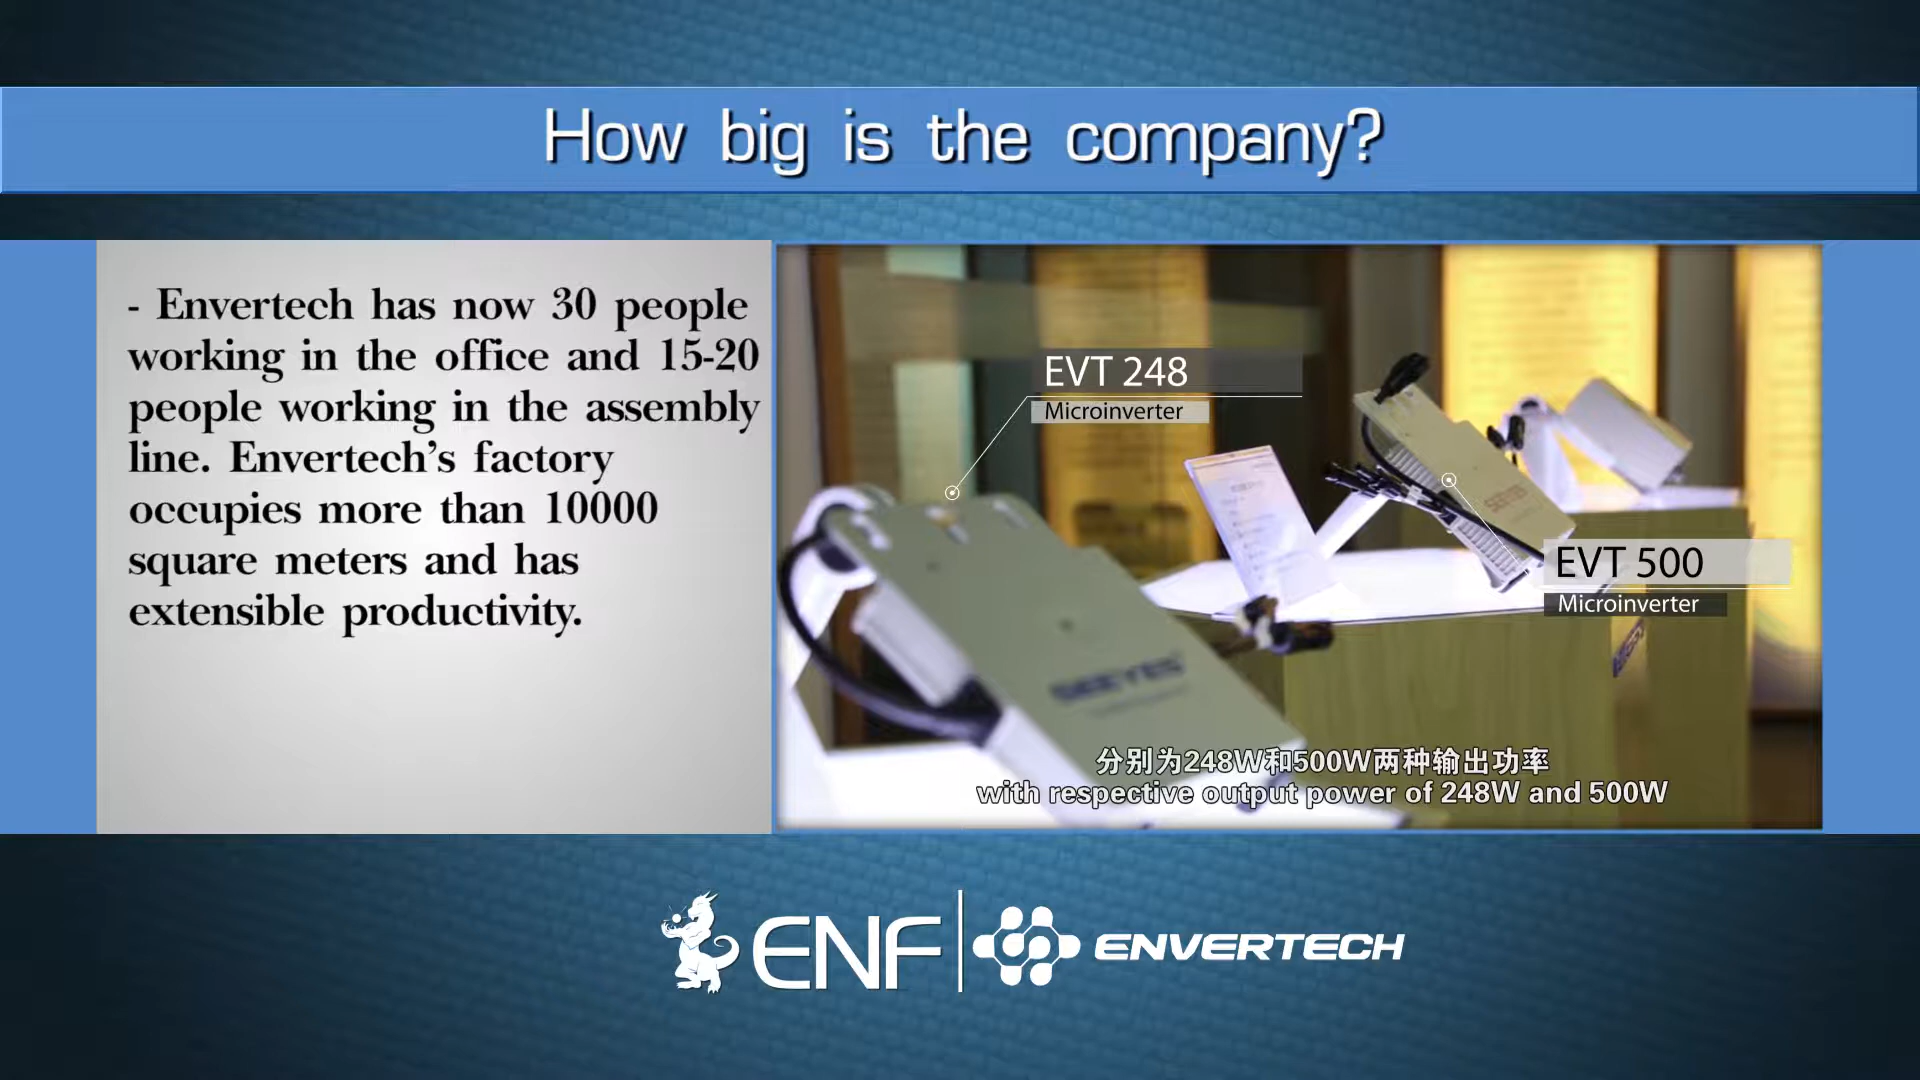 How big is the company?
- Envertech has now 30 people
working in the office and 15-20
people working in the assembly
line. Envertech's factory
occupies more than 10000
square meters and has
extensible productivity.
EVT 248
Microinverter
EVT 500
Microinverter
SEEYES
分别为248W和500W两种输出功率
with respective output power of 248W and 500W
ENF
ENVERTECH